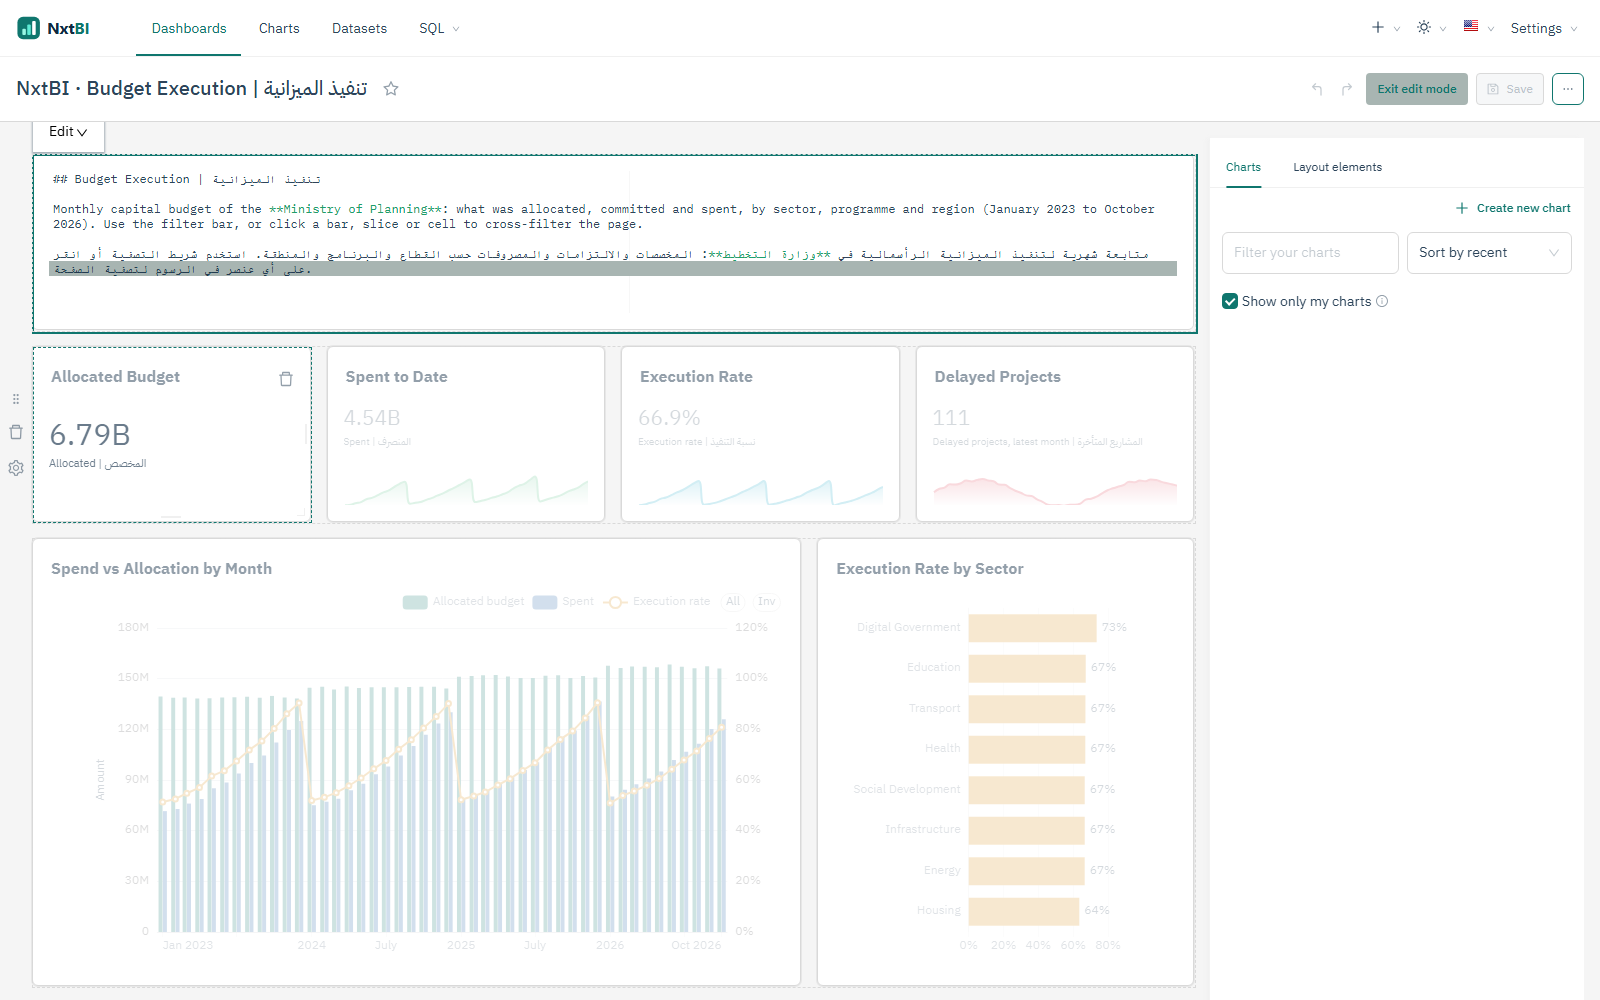 NxtBI
Dashboards
Charts
Datasets
SQL
Settings
NxtBI · Budget Execution | تنفيذ الميزانية
Exit edit mode
Save
Edit
## Budget Execution | تنفيذ الميزانية
Monthly capital budget of the **Ministry of Planning**: what was allocated, committed and spent, by sector, programme and region (January 2023 to October
2026). Use the filter bar, or click a bar, slice or cell to cross-filter the page.
متابعة شهرية لتنفيذ الميزانية الرأسمالية في **وزارة التخطيط**: المخصصات والالتزامات والمصروفات حسب القطاع والبرنامج والمنطقة. استخدم شريط التصفية أو انقر
على أي عنصر في الرسوم لتصفية الصفحة.
Charts
Layout elements
Create new chart
Filter your charts
Sort by recent
Show only my charts
Allocated Budget
6.79B
Allocated | المخصص
Spent to Date
4.54B
Spent | المنصرف
Execution Rate
66.9%
Execution rate | نسبة التنفيذ
Delayed Projects
111
Delayed projects, latest month | المشاريع المتأخرة
Spend vs Allocation by Month
Allocated budget
Spent
Execution rate
All
Inv
180M
150M
120M
90M
60M
30M
0
Amount
120%
100%
80%
60%
40%
20%
0%
Jan 2023
2024
July
2025
July
2026
Oct 2026
Execution Rate by Sector
Digital Government 73%
Education 67%
Transport 67%
Health 67%
Social Development 67%
Infrastructure 67%
Energy 67%
Housing 64%
0% 20% 40% 60% 80%